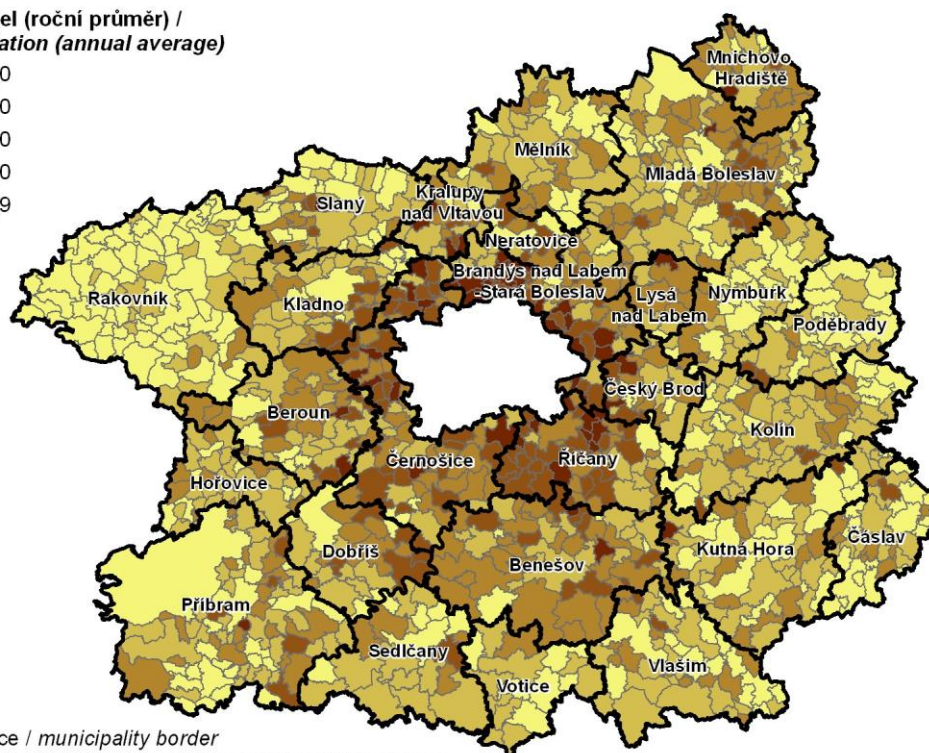 el (roční průměr) /
ation (annual average)
0
0
0
0
9
Mnichovo
Hradiště
Mělník
Mladá Boleslav
Slaný
Kralupy
nad Vltavou
Neratovice
Rakovník
Kladno
Brandýs nad Labem
-Stará Boleslav
Lysá
nad Labem
Nymburk
Poděbrady
Beroun
Český Brod
Kolín
Černošice
Říčany
Hořovice
Dobříš
Benešov
Kutná Hora
Čáslav
Příbram
Sedlčany
Votice
Vlašim
ce / municipality border